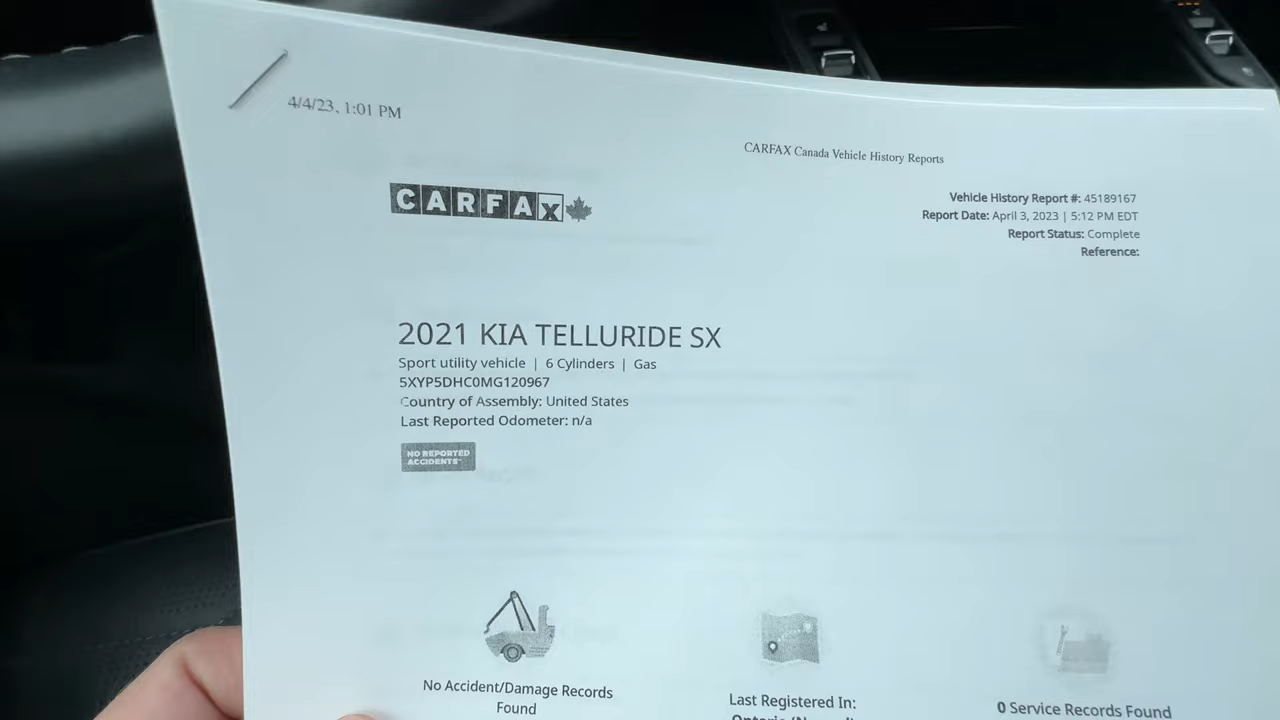 4/4/23, 1:01 PM
CARFAX Canada Vehicle History Reports
CARFAX
Vehicle History Report #: 45189167
Report Date: April 3, 2023 | 5:12 PM EDT
Report Status: Complete
Reference:
2021 KIA TELLURIDE SX
Sport utility vehicle | 6 Cylinders | Gas
5XYP5DHC0MG120967
Country of Assembly: United States
Last Reported Odometer: n/a
NO REPORTED
ACCIDENTS
No Accident/Damage Records
Found
Last Registered In:
Ontario
0 Service Records Found